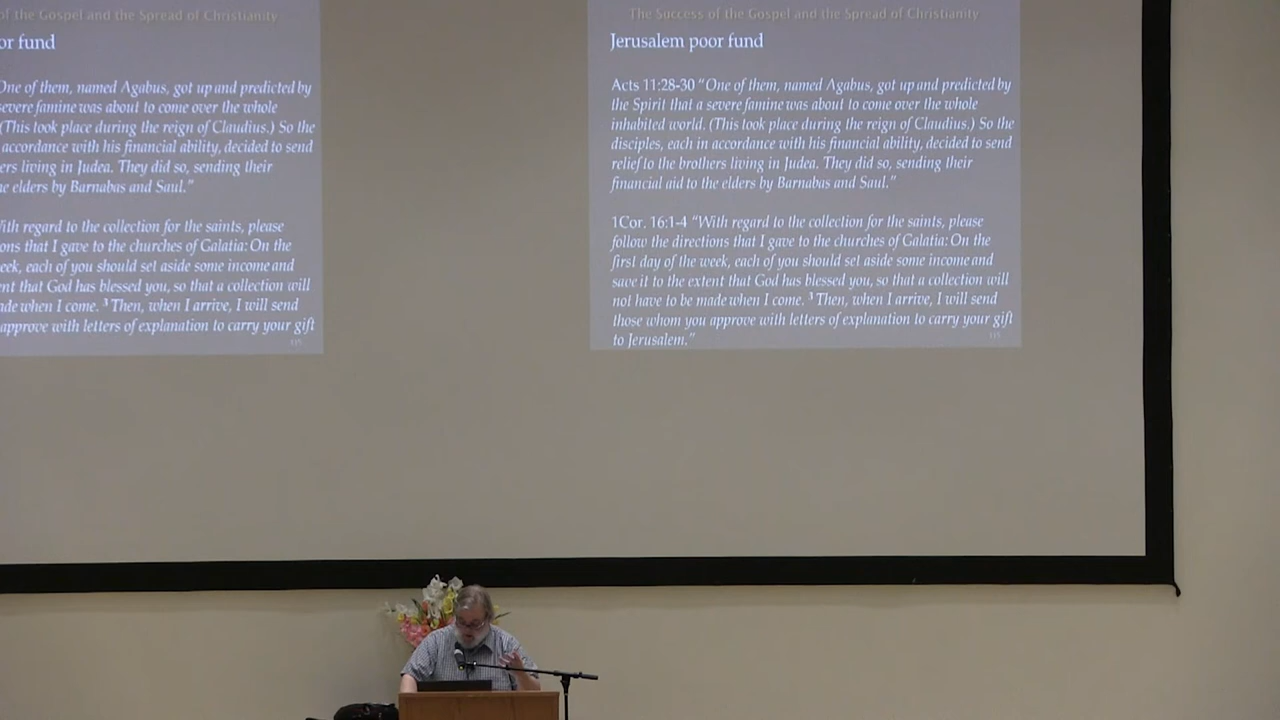 of the Gospel and the Spread of Christianity
or fund
One of them, named Agabus, got up and predicted by
severe famine was about to come over the whole
(This took place during the reign of Claudius.) So the
accordance with his financial ability, decided to send
ers living in Judea. They did so, sending their
e elders by Barnabas and Saul.”
With regard to the collection for the saints, please
ons that I gave to the churches of Galatia: On the
eek, each of you should set aside some income and
ent that God has blessed you, so that a collection will
ade when I come. ³ Then, when I arrive, I will send
approve with letters of explanation to carry your gift
The Success of the Gospel and the Spread of Christianity
Jerusalem poor fund
Acts 11:28-30 “One of them, named Agabus, got up and predicted by
the Spirit that a severe famine was about to come over the whole
inhabited world. (This took place during the reign of Claudius.) So the
disciples, each in accordance with his financial ability, decided to send
relief to the brothers living in Judea. They did so, sending their
financial aid to the elders by Barnabas and Saul.”
1Cor. 16:1-4 “With regard to the collection for the saints, please
follow the directions that I gave to the churches of Galatia: On the
first day of the week, each of you should set aside some income and
save it to the extent that God has blessed you, so that a collection will
not have to be made when I come. ³ Then, when I arrive, I will send
those whom you approve with letters of explanation to carry your gift
to Jerusalem.”